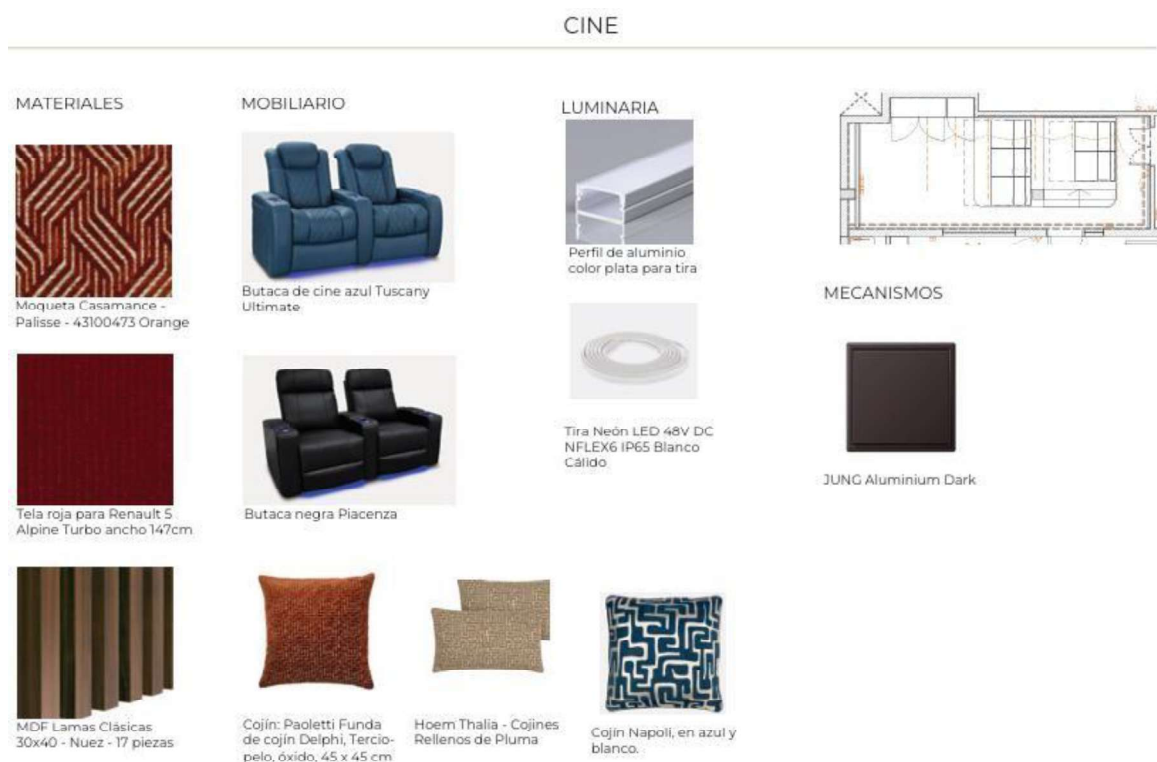 CINE
MATERIALES
Moqueta Casamance -
Palisse - 43100473 Orange
Tela roja para Renault 5
Alpine Turbo ancho 147cm
MDF Lamas Clásicas
30x40 - Nuez - 17 piezas
MOBILIARIO
Butaca de cine azul Tuscany
Ultimate
Butaca negra Piacenza
Cojín: Paoletti Funda
de cojín Delphi, Tercio-
pelo, óxido, 45 x 45 cm
Hoem Thalia - Cojines
Rellenos de Pluma
Cojín Napoli, en azul y
blanco.
LUMINARIA
Perfil de aluminio
color plata para tira
Tira Neón LED 48V DC
NFLEX6 IP65 Blanco
Cálido
MECANISMOS
JUNG Aluminium Dark